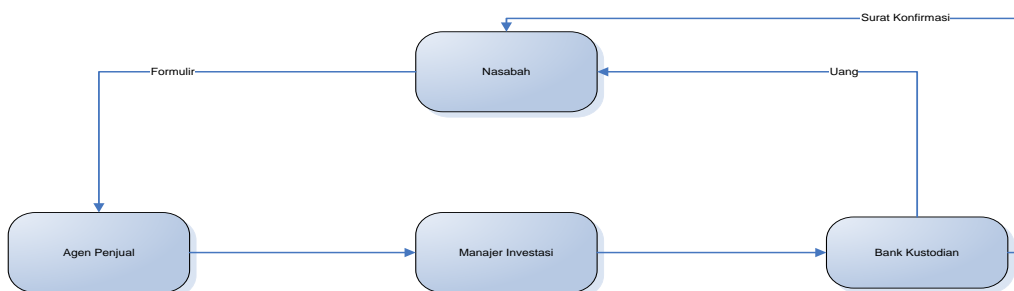 Surat Konfirmasi
Formulir
Nasabah
Uang
Agen Penjual
Manajer Investasi
Bank Kustodian